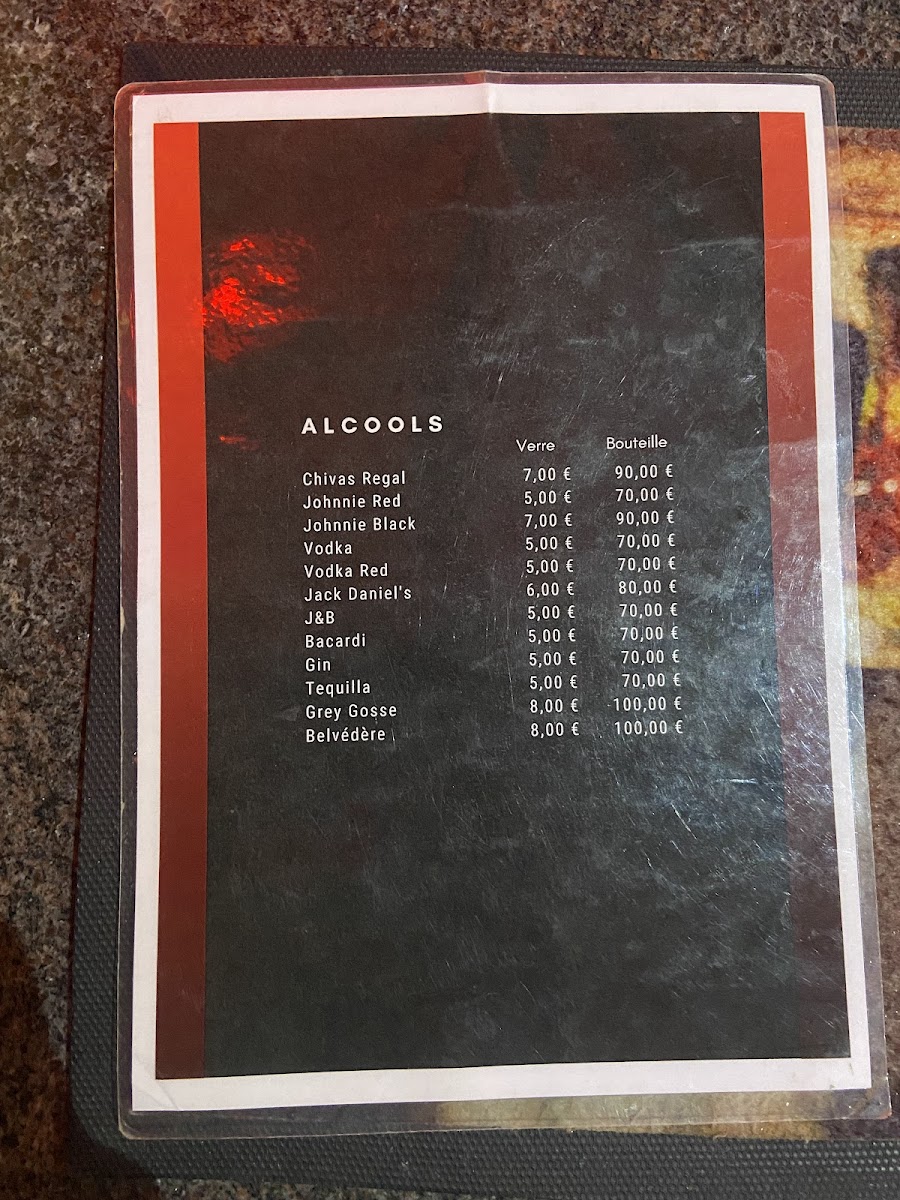 ALCOOLS
Verre Bouteille
Chivas Regal 7,00 € 90,00 €
Johnnie Red 5,00 € 70,00 €
Johnnie Black 7,00 € 90,00 €
Vodka 5,00 € 70,00 €
Vodka Red 5,00 € 70,00 €
Jack Daniel's 6,00 € 80,00 €
J&B 5,00 € 70,00 €
Bacardi 5,00 € 70,00 €
Gin 5,00 € 70,00 €
Tequilla 5,00 € 70,00 €
Grey Gosse 8,00 € 100,00 €
Belvédère 8,00 € 100,00 €